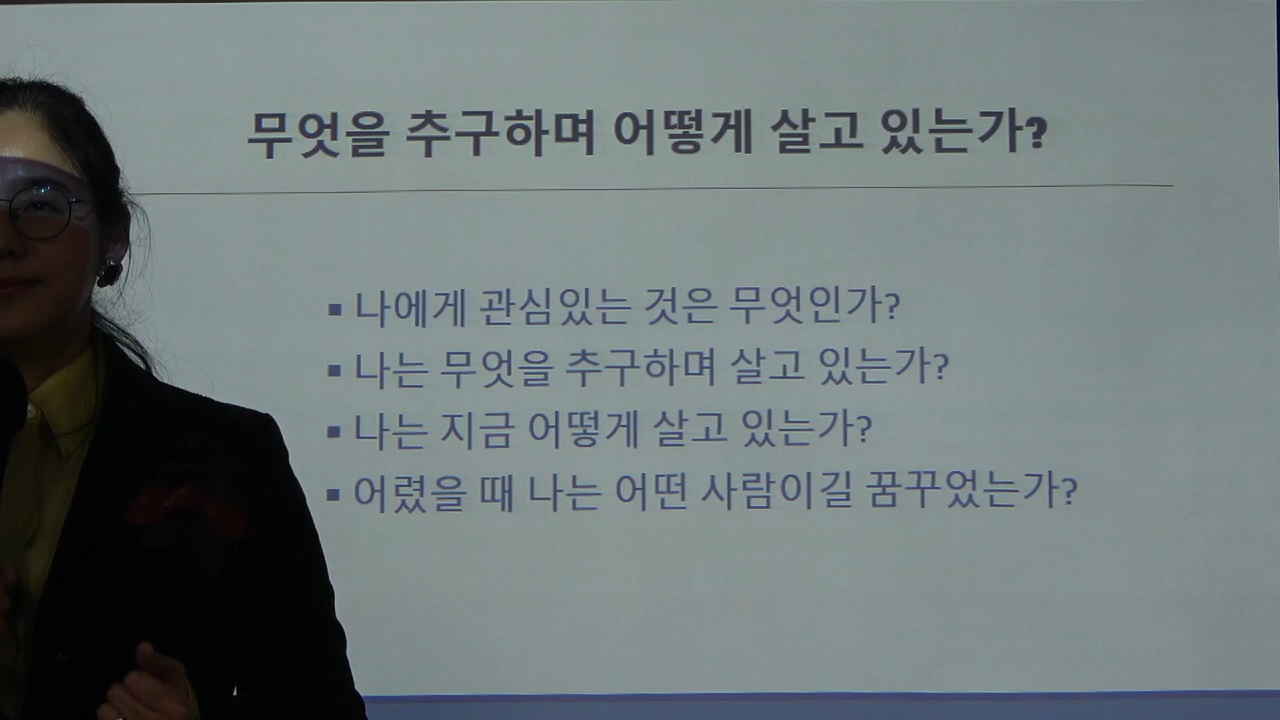 무엇을 추구하며 어떻게 살고 있는가?
▪ 나에게 관심있는 것은 무엇인가?
▪ 나는 무엇을 추구하며 살고 있는가?
▪ 나는 지금 어떻게 살고 있는가?
▪ 어렸을 때 나는 어떤 사람이길 꿈꾸었는가?